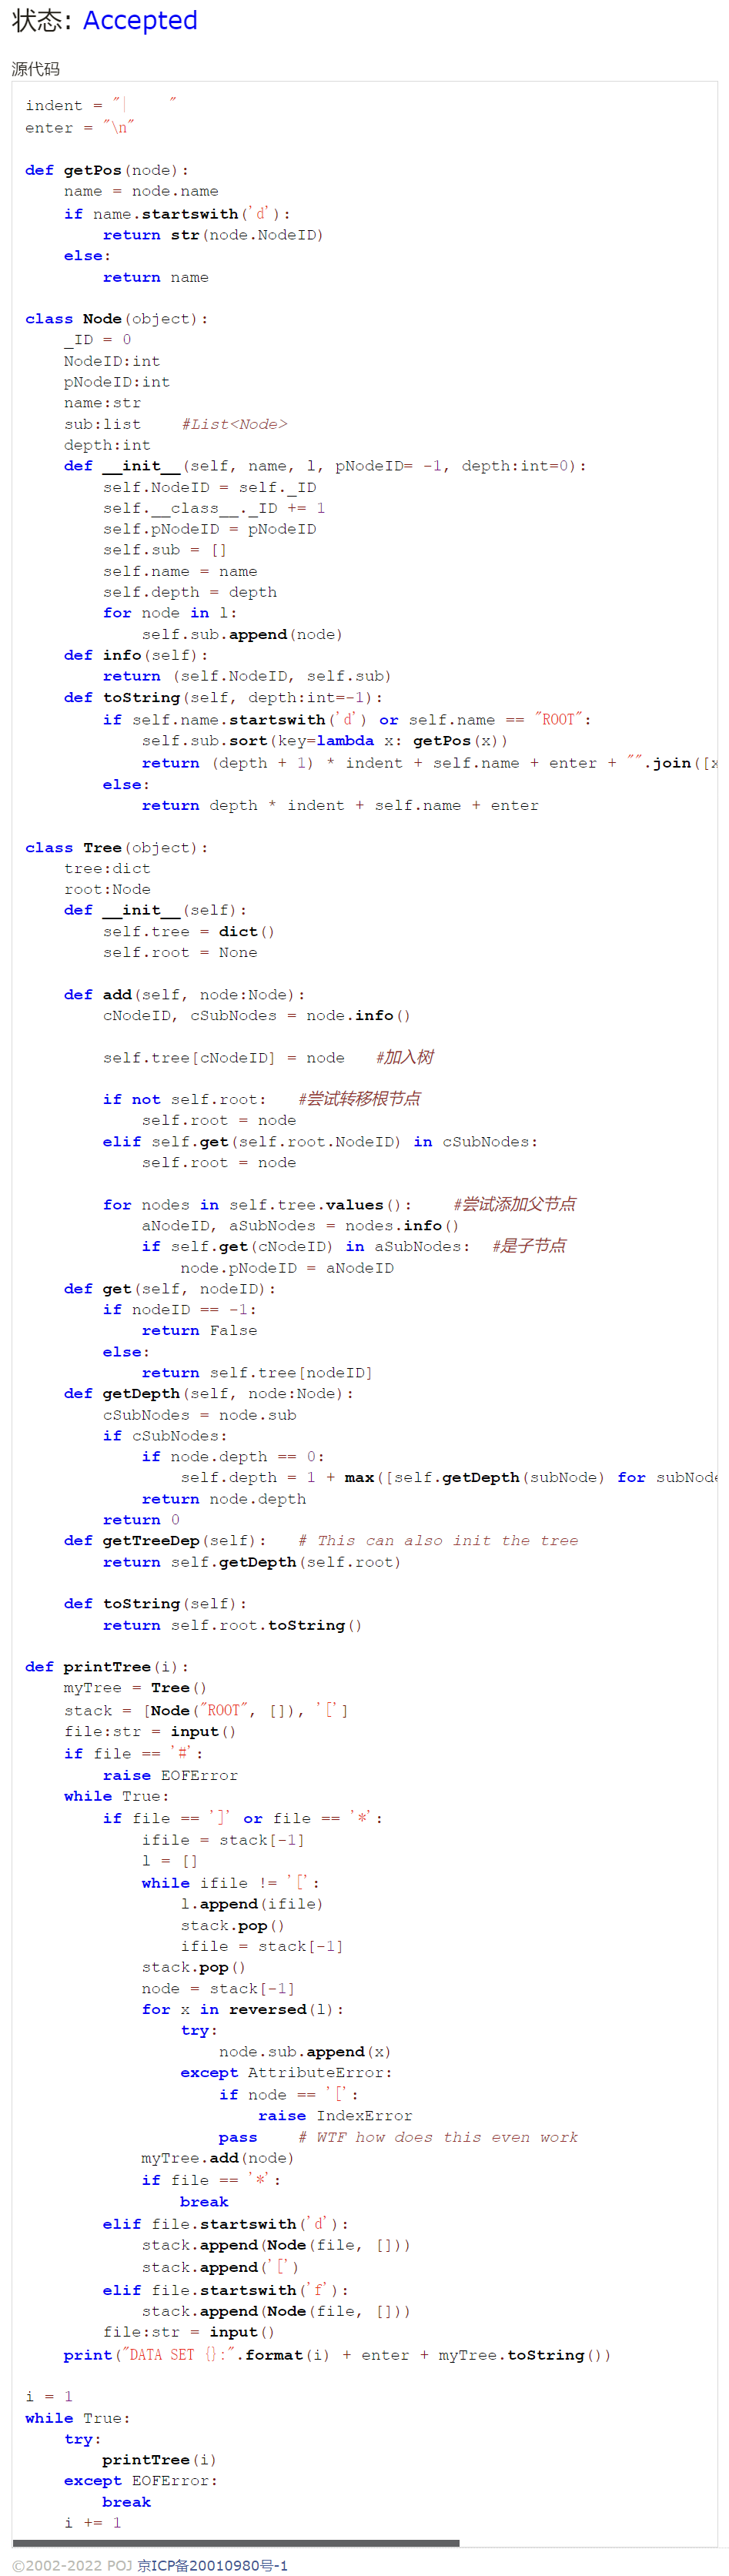 状态: Accepted
源代码
indent = "|     "
enter = "\n"

def getPos(node):
    name = node.name
    if name.startswith('d'):
        return str(node.NodeID)
    else:
        return name

class Node(object):
    _ID = 0
    NodeID:int
    pNodeID:int
    name:str
    sub:list    #List<Node>
    depth:int
    def __init__(self, name, l, pNodeID= -1, depth:int=0):
        self.NodeID = self._ID
        self.__class__._ID += 1
        self.pNodeID = pNodeID
        self.sub = []
        self.name = name
        self.depth = depth
        for node in l:
            self.sub.append(node)
    def info(self):
        return (self.NodeID, self.sub)
    def toString(self, depth:int=-1):
        if self.name.startswith('d') or self.name == "ROOT":
            self.sub.sort(key=lambda x: getPos(x))
            return (depth + 1) * indent + self.name + enter + "".join([x
        else:
            return depth * indent + self.name + enter

class Tree(object):
    tree:dict
    root:Node
    def __init__(self):
        self.tree = dict()
        self.root = None

    def add(self, node:Node):
        cNodeID, cSubNodes = node.info()

        self.tree[cNodeID] = node   #加入树

        if not self.root:   #尝试转移根节点
            self.root = node
        elif self.get(self.root.NodeID) in cSubNodes:
            self.root = node

        for nodes in self.tree.values():    #尝试添加父节点
            aNodeID, aSubNodes = nodes.info()
            if self.get(cNodeID) in aSubNodes:  #是子节点
                node.pNodeID = aNodeID
    def get(self, nodeID):
        if nodeID == -1:
            return False
        else:
            return self.tree[nodeID]
    def getDepth(self, node:Node):
        cSubNodes = node.sub
        if cSubNodes:
            if node.depth == 0:
                self.depth = 1 + max([self.getDepth(subNode) for subNode
            return node.depth
        return 0
    def getTreeDep(self):   # This can also init the tree
        return self.getDepth(self.root)

    def toString(self):
        return self.root.toString()

def printTree(i):
    myTree = Tree()
    stack = [Node("ROOT", []), '[']
    file:str = input()
    if file == '#':
        raise EOFError
    while True:
        if file == ']' or file == '*':
            ifile = stack[-1]
            l = []
            while ifile != '[':
                l.append(ifile)
                stack.pop()
                ifile = stack[-1]
            stack.pop()
            node = stack[-1]
            for x in reversed(l):
                try:
                    node.sub.append(x)
                except AttributeError:
                    if node == '[':
                        raise IndexError
                    pass    # WTF how does this even work
            myTree.add(node)
            if file == '*':
                break
        elif file.startswith('d'):
            stack.append(Node(file, []))
            stack.append('[')
        elif file.startswith('f'):
            stack.append(Node(file, []))
        file:str = input()
    print("DATA SET {}:".format(i) + enter + myTree.toString())

i = 1
while True:
    try:
        printTree(i)
    except EOFError:
        break
    i += 1
©2002-2022 POJ 京ICP备20010980号-1